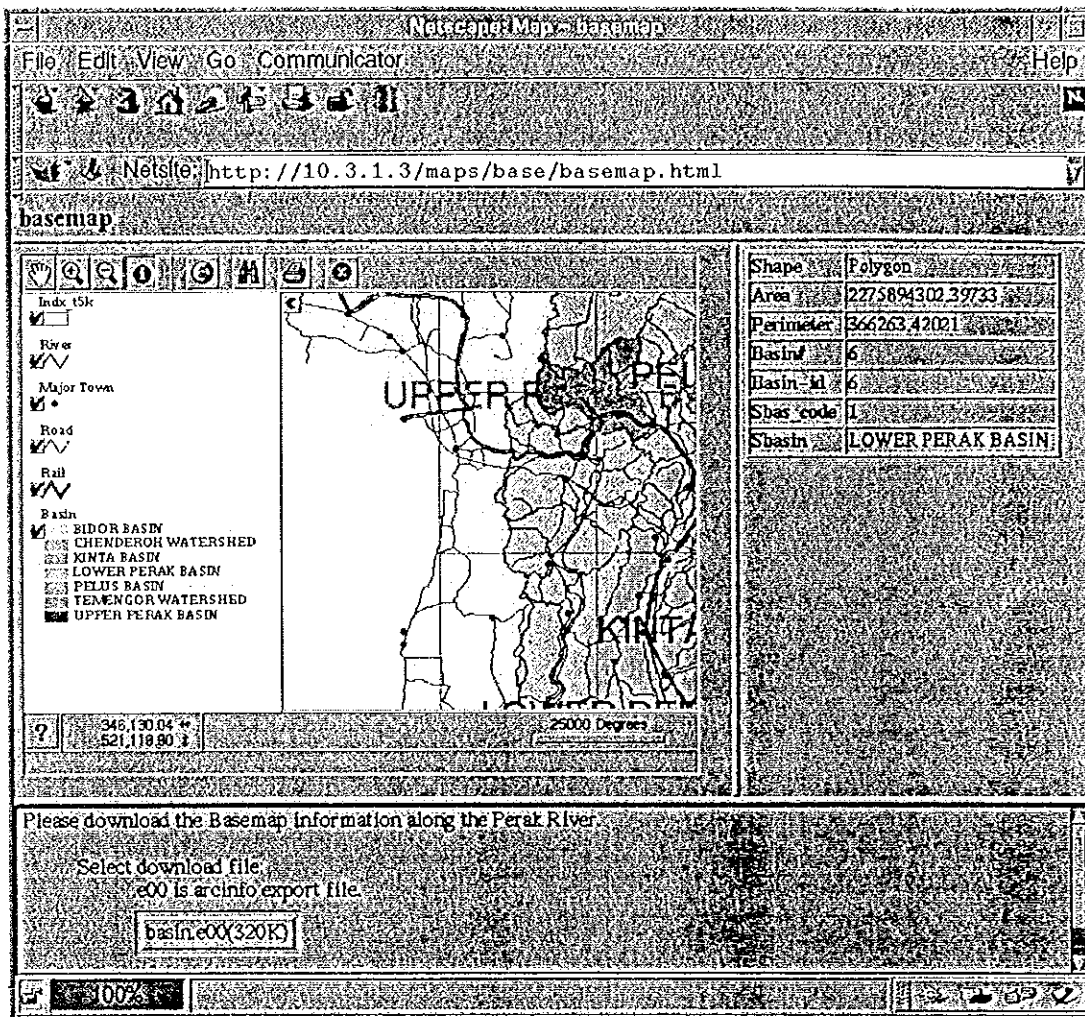 Netscape: Map - basemap
File Edit View Go Communicator Help
N
Netsite: http://10.3.1.3/maps/base/basemap.html
basemap
Indx t5k
River
Major Town
Road
Rail
Basin
BIDOR BASIN
CHENDEROH WATERSHED
KINTA BASIN
LOWER PERAK BASIN
PELUS BASIN
TEMENGOR WATERSHED
UPPER PERAK BASIN
UPPER
KINTA
Shape Polygon
Area 2275894302.39733
Perimeter 366263.42021
Basin# 6
Basin-id 6
Sbas_code 1
Sbasin LOWER PERAK BASIN
?
346,130.04
521,119.90
25000 Degrees
Please download the Basemap information along the Perak River.
Select download file.
e00 is arcinfo export file.
basin.e00(320K)
100%